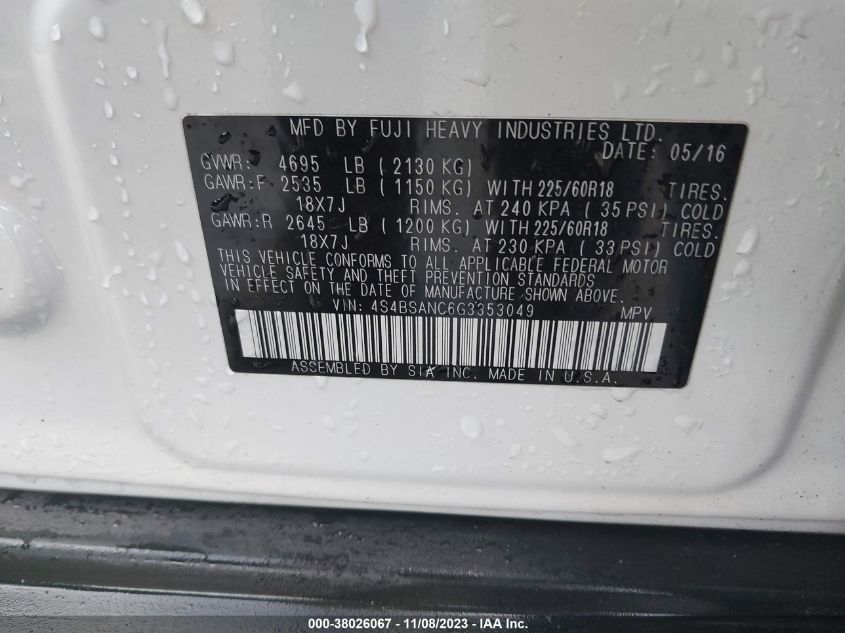 MFD BY FUJI HEAVY INDUSTRIES LTD.
DATE: 05/16
GVWR: 4695 LB ( 2130 KG)
GAWR:F 2535 LB ( 1150 KG) WITH 225/60R18 TIRES.
18X7J RIMS. AT 240 KPA ( 35 PSI) COLD
GAWR:R 2645 LB ( 1200 KG) WITH 225/60R18 TIRES.
18X7J RIMS. AT 230 KPA ( 33 PSI) COLD
THIS VEHICLE CONFORMS TO ALL APPLICABLE FEDERAL MOTOR
VEHICLE SAFETY AND THEFT PREVENTION STANDARDS
IN EFFECT ON THE DATE OF MANUFACTURE SHOWN ABOVE.
VIN: 4S4BSANC6G3353049 MPV
ASSEMBLED BY SIA INC. MADE IN U.S.A.
000-38026067 - 11/08/2023 - IAA Inc.